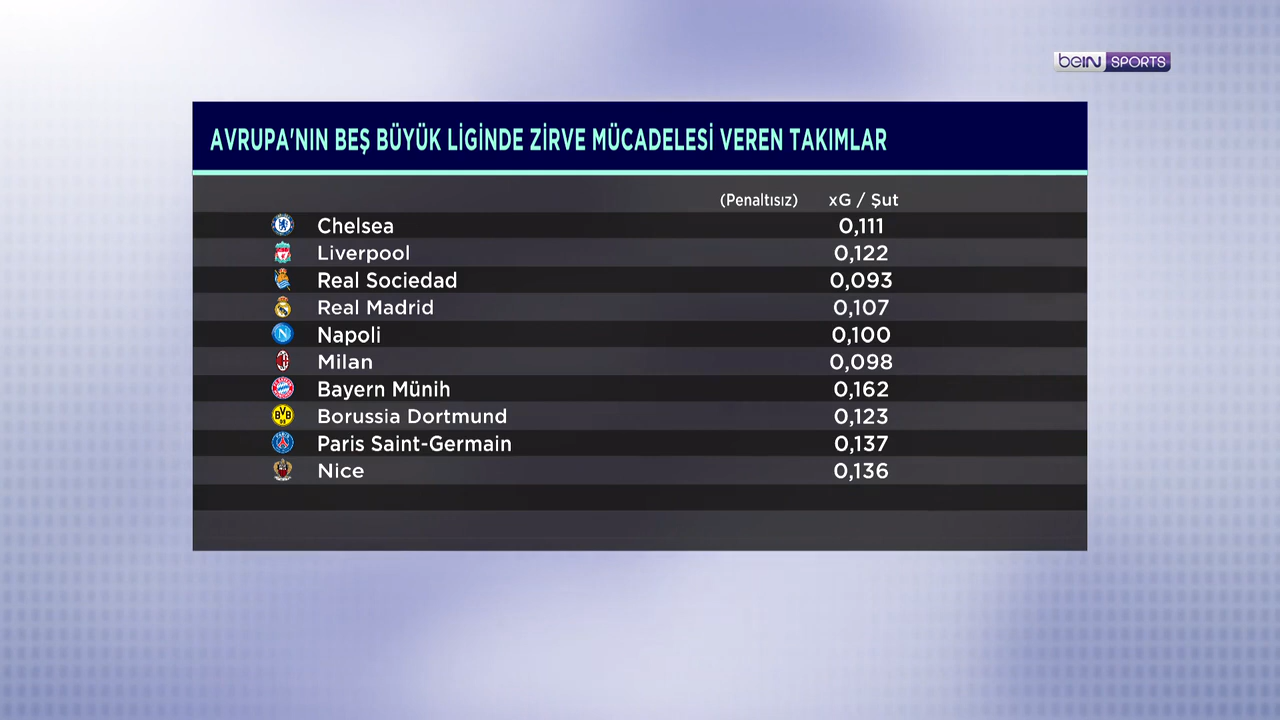 beIN SPORTS
AVRUPA'NIN BEŞ BÜYÜK LİGİNDE ZİRVE MÜCADELESİ VEREN TAKIMLAR
(Penaltısız) xG / Şut
Chelsea 0,111
Liverpool 0,122
Real Sociedad 0,093
Real Madrid 0,107
Napoli 0,100
Milan 0,098
Bayern Münih 0,162
Borussia Dortmund 0,123
Paris Saint-Germain 0,137
Nice 0,136